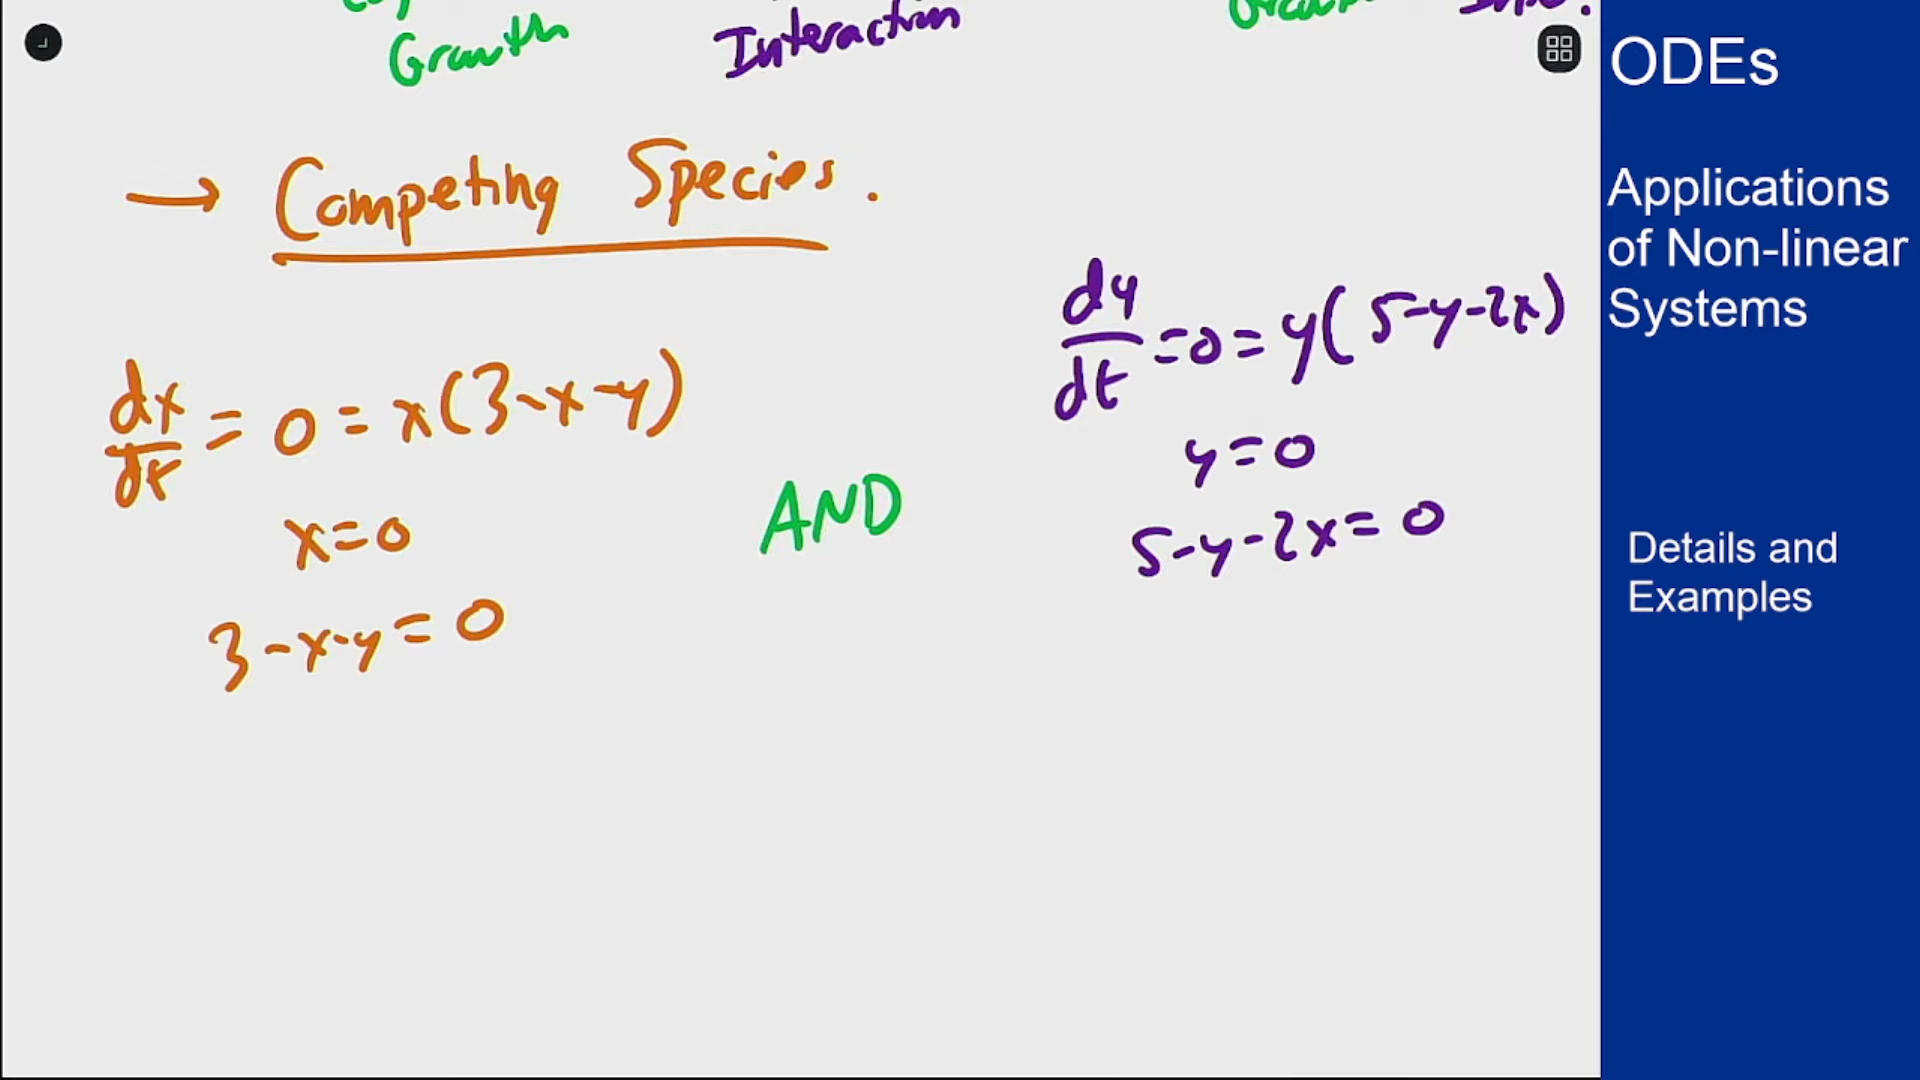 Growth
Interaction
→ Competing Species.
dx/dt = 0 = x(3-x-y)
x=0
3-x-y=0
AND
dy/dt =0= y(5-y-2x)
y=0
5-y-2x=0
ODEs
Applications
of Non-linear
Systems
Details and
Examples